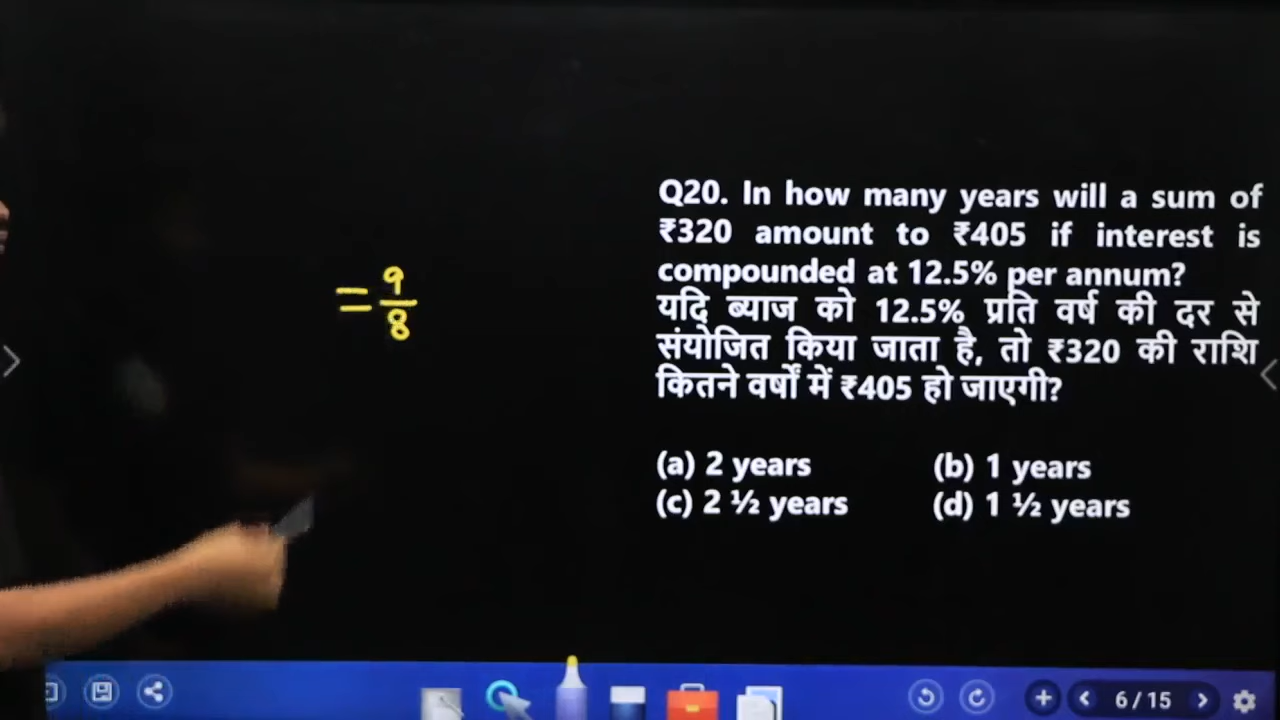 = 9/8
Q20. In how many years will a sum of
₹320 amount to ₹405 if interest is
compounded at 12.5% per annum?
यदि ब्याज को 12.5% प्रति वर्ष की दर से
संयोजित किया जाता है, तो ₹320 की राशि
कितने वर्षों में ₹405 हो जाएगी?
(a) 2 years (b) 1 years
(c) 2 ½ years (d) 1 ½ years
6 / 15